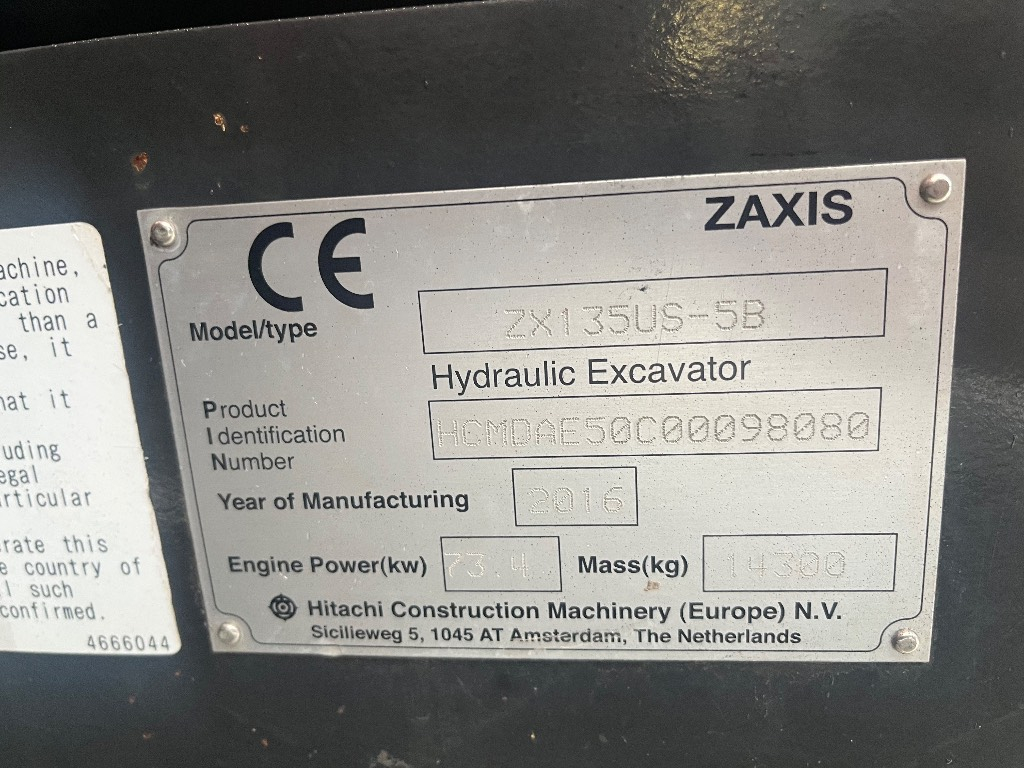 achine,
cation
than a
se, it
hat it
uding
egal
articular
rate this
e country of
l such
confirmed.
4666044
CE
ZAXIS
Model/type ZX135US-5B
Hydraulic Excavator
Product
Identification
Number
HCMDAE50C00098080
Year of Manufacturing 2016
Engine Power(kw) 73.4 Mass(kg) 14300
Hitachi Construction Machinery (Europe) N.V.
Sicilieweg 5, 1045 AT Amsterdam, The Netherlands